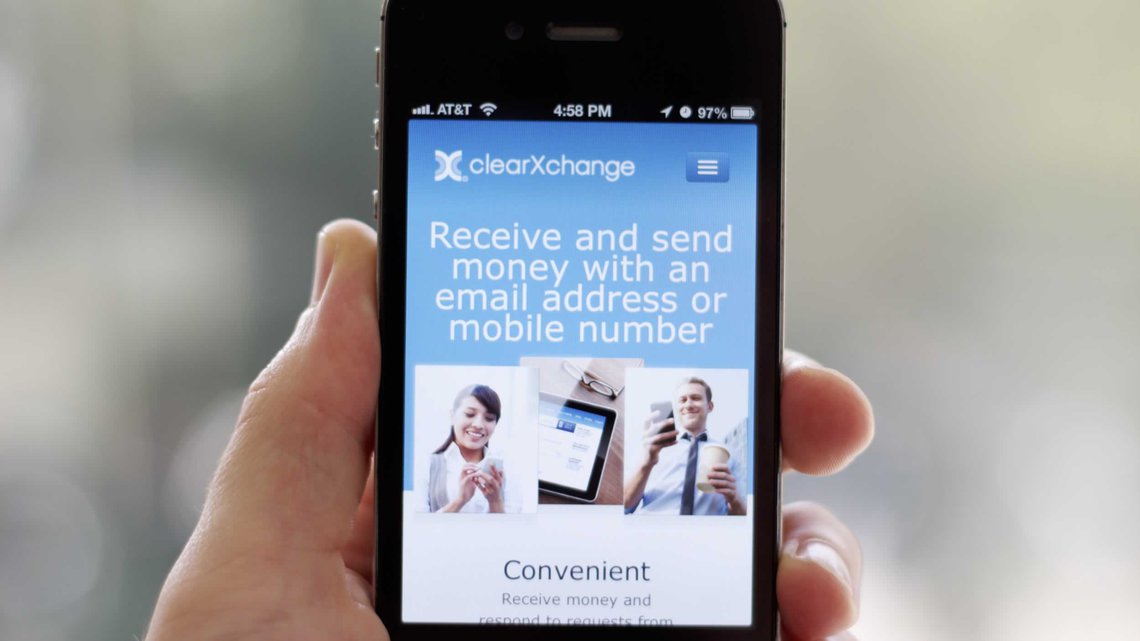 AT&T 4:58 PM 97%
clearXchange
Receive and send
money with an
email address or
mobile number
Convenient
Receive money and
respond to requests from